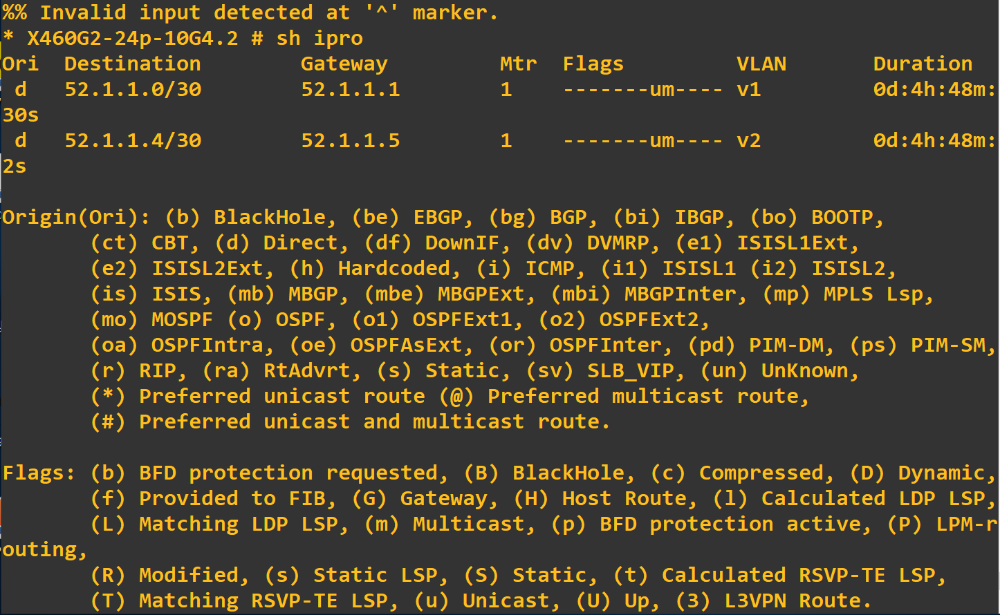 %% Invalid input detected at '^' marker.
* X460G2-24p-10G4.2 # sh ipro
Ori  Destination        Gateway         Mtr  Flags         VLAN       Duration
 d   52.1.1.0/30        52.1.1.1        1    -------um---- v1         0d:4h:48m:
30s
 d   52.1.1.4/30        52.1.1.5        1    -------um---- v2         0d:4h:48m:
2s
Origin(Ori): (b) BlackHole, (be) EBGP, (bg) BGP, (bi) IBGP, (bo) BOOTP,
       (ct) CBT, (d) Direct, (df) DownIF, (dv) DVMRP, (e1) ISISL1Ext,
       (e2) ISISL2Ext, (h) Hardcoded, (i) ICMP, (i1) ISISL1 (i2) ISISL2,
       (is) ISIS, (mb) MBGP, (mbe) MBGPExt, (mbi) MBGPInter, (mp) MPLS Lsp,
       (mo) MOSPF (o) OSPF, (o1) OSPFExt1, (o2) OSPFExt2,
       (oa) OSPFIntra, (oe) OSPFAsExt, (or) OSPFInter, (pd) PIM-DM, (ps) PIM-SM,
       (r) RIP, (ra) RtAdvrt, (s) Static, (sv) SLB_VIP, (un) UnKnown,
       (*) Preferred unicast route (@) Preferred multicast route,
       (#) Preferred unicast and multicast route.
Flags: (b) BFD protection requested, (B) BlackHole, (c) Compressed, (D) Dynamic,
       (f) Provided to FIB, (G) Gateway, (H) Host Route, (l) Calculated LDP LSP,
       (L) Matching LDP LSP, (m) Multicast, (p) BFD protection active, (P) LPM-r
outing,
       (R) Modified, (s) Static LSP, (S) Static, (t) Calculated RSVP-TE LSP,
       (T) Matching RSVP-TE LSP, (u) Unicast, (U) Up, (3) L3VPN Route.